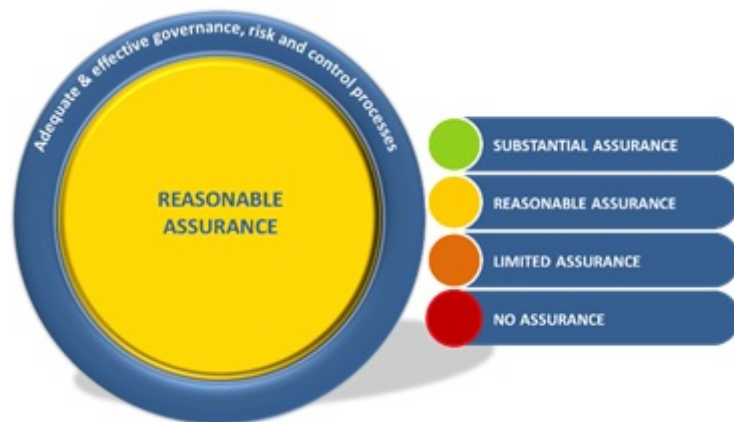 Adequate & effective governance, risk and control processes
REASONABLE
ASSURANCE
SUBSTANTIAL ASSURANCE
REASONABLE ASSURANCE
LIMITED ASSURANCE
NO ASSURANCE